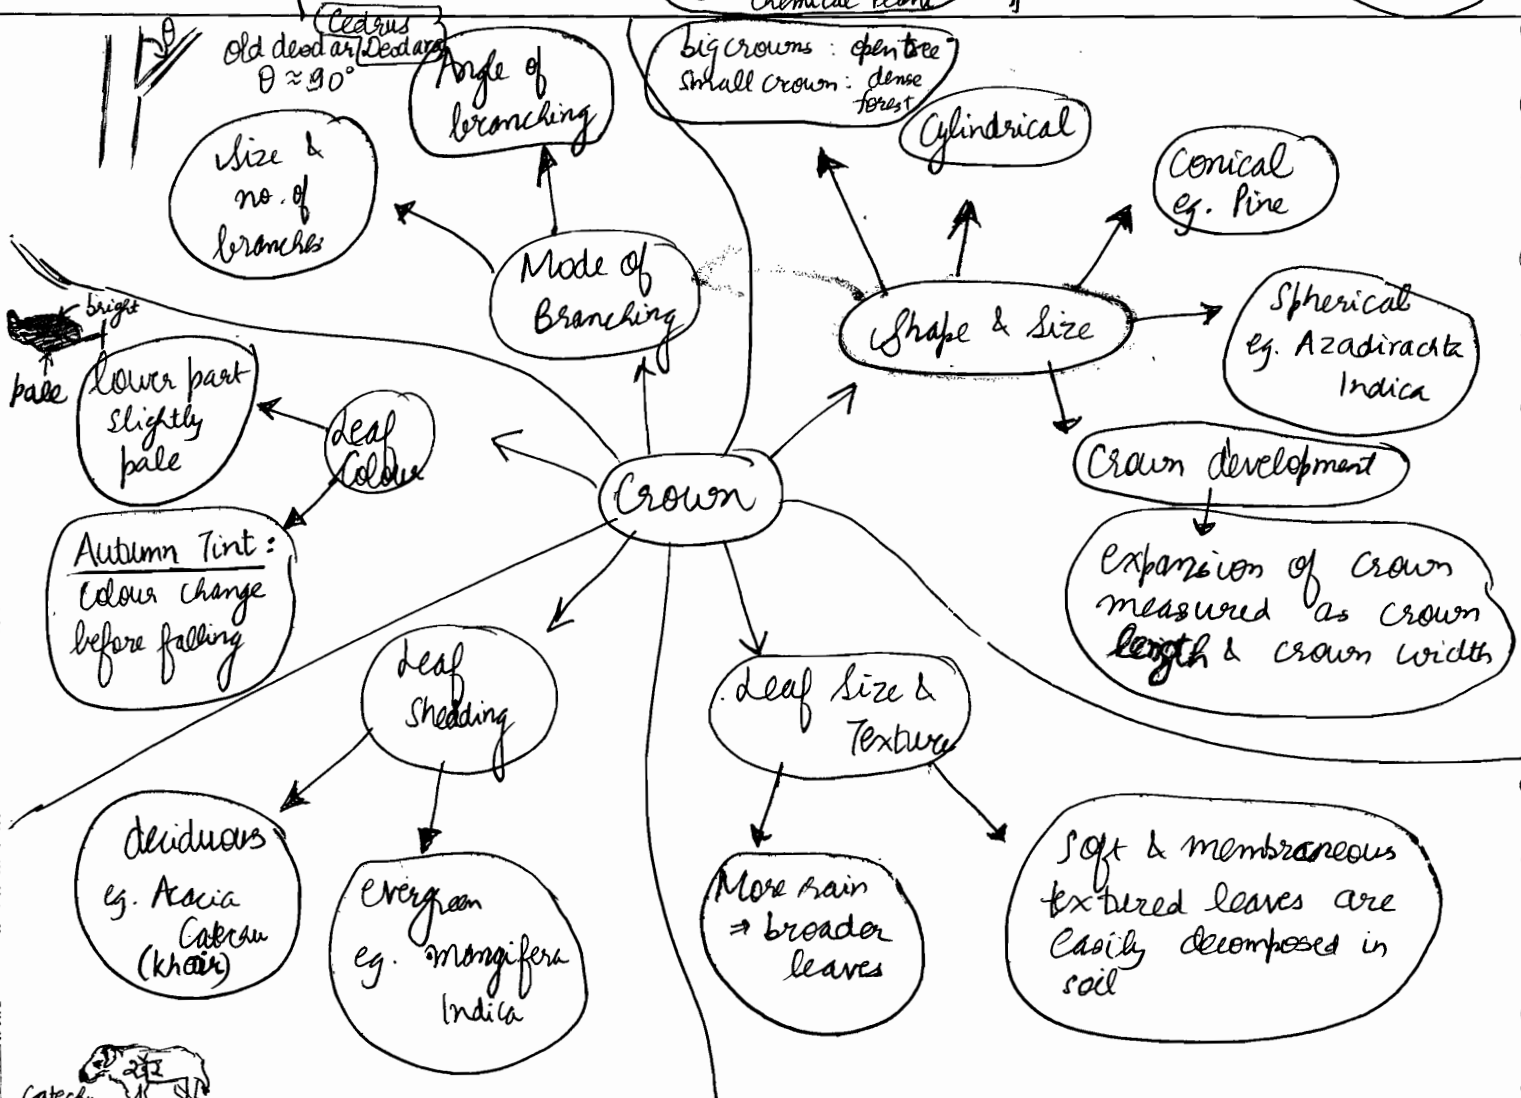 Cedrus
Deodara
old deodar
θ ≈ 90°
θ
Angle of
branching
Size &
no. of
branches
Mode of
Branching
big crowns : open tree
small crown : dense
forest
Cylindrical
Conical
eg. Pine
Shape & Size
Spherical
eg. Azadirachta
Indica
Crown development
expansion of crown
measured as crown
length & crown width
Crown
bright
pale
lower part
slightly
pale
Leaf
Colour
Autumn Tint :
Colour change
before falling
Leaf
Shedding
deciduous
eg. Acacia
Catechu
(khair)
evergreen
eg. Mangifera
Indica
Leaf Size &
Texture
More rain
⇒ broader
leaves
Soft & membraneous
textured leaves are
easily decomposed in
soil